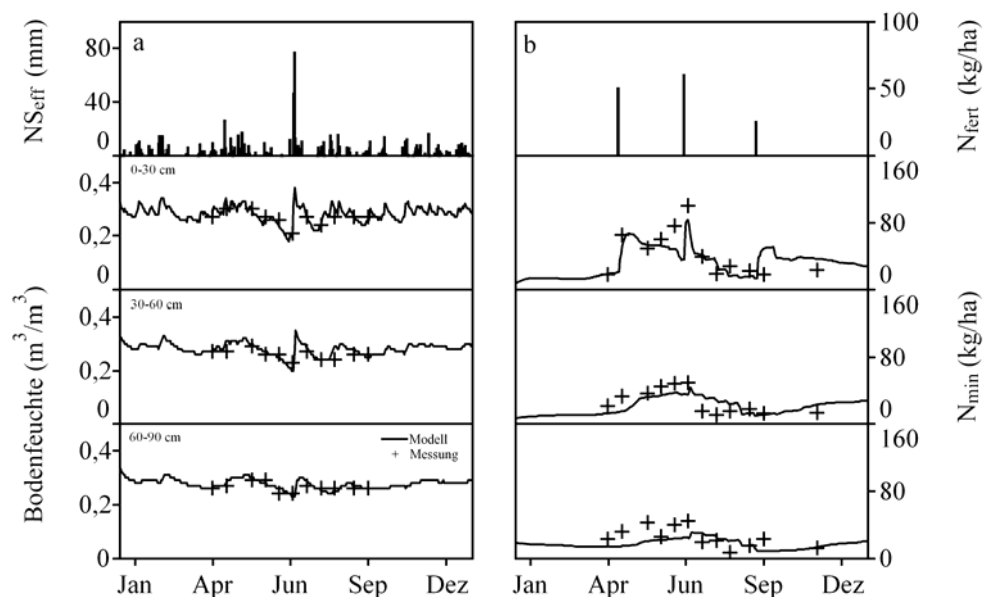 a
NSeff (mm)
80
40
0
0-30 cm
0,4
0,2
0
30-60 cm
0,4
0,2
0
60-90 cm
0,4
0,2
0
Bodenfeuchte (m³/m³)
Modell
Messung
Jan Apr Jun Sep Dez
b
100
50
0
Nfert (kg/ha)
160
80
0
160
80
0
160
80
0
Nmin (kg/ha)
Jan Apr Jun Sep Dez